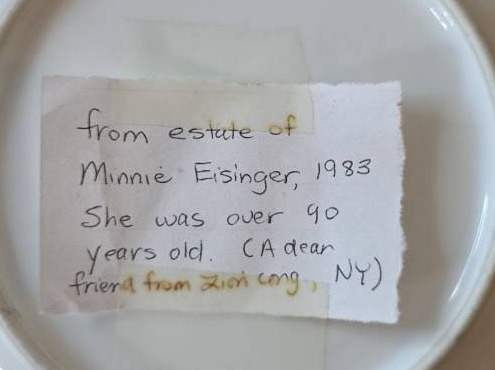 from estate of
Minnie Eisinger, 1983
She was over 90
years old. (A dear
friend from Zion Cong, NY)